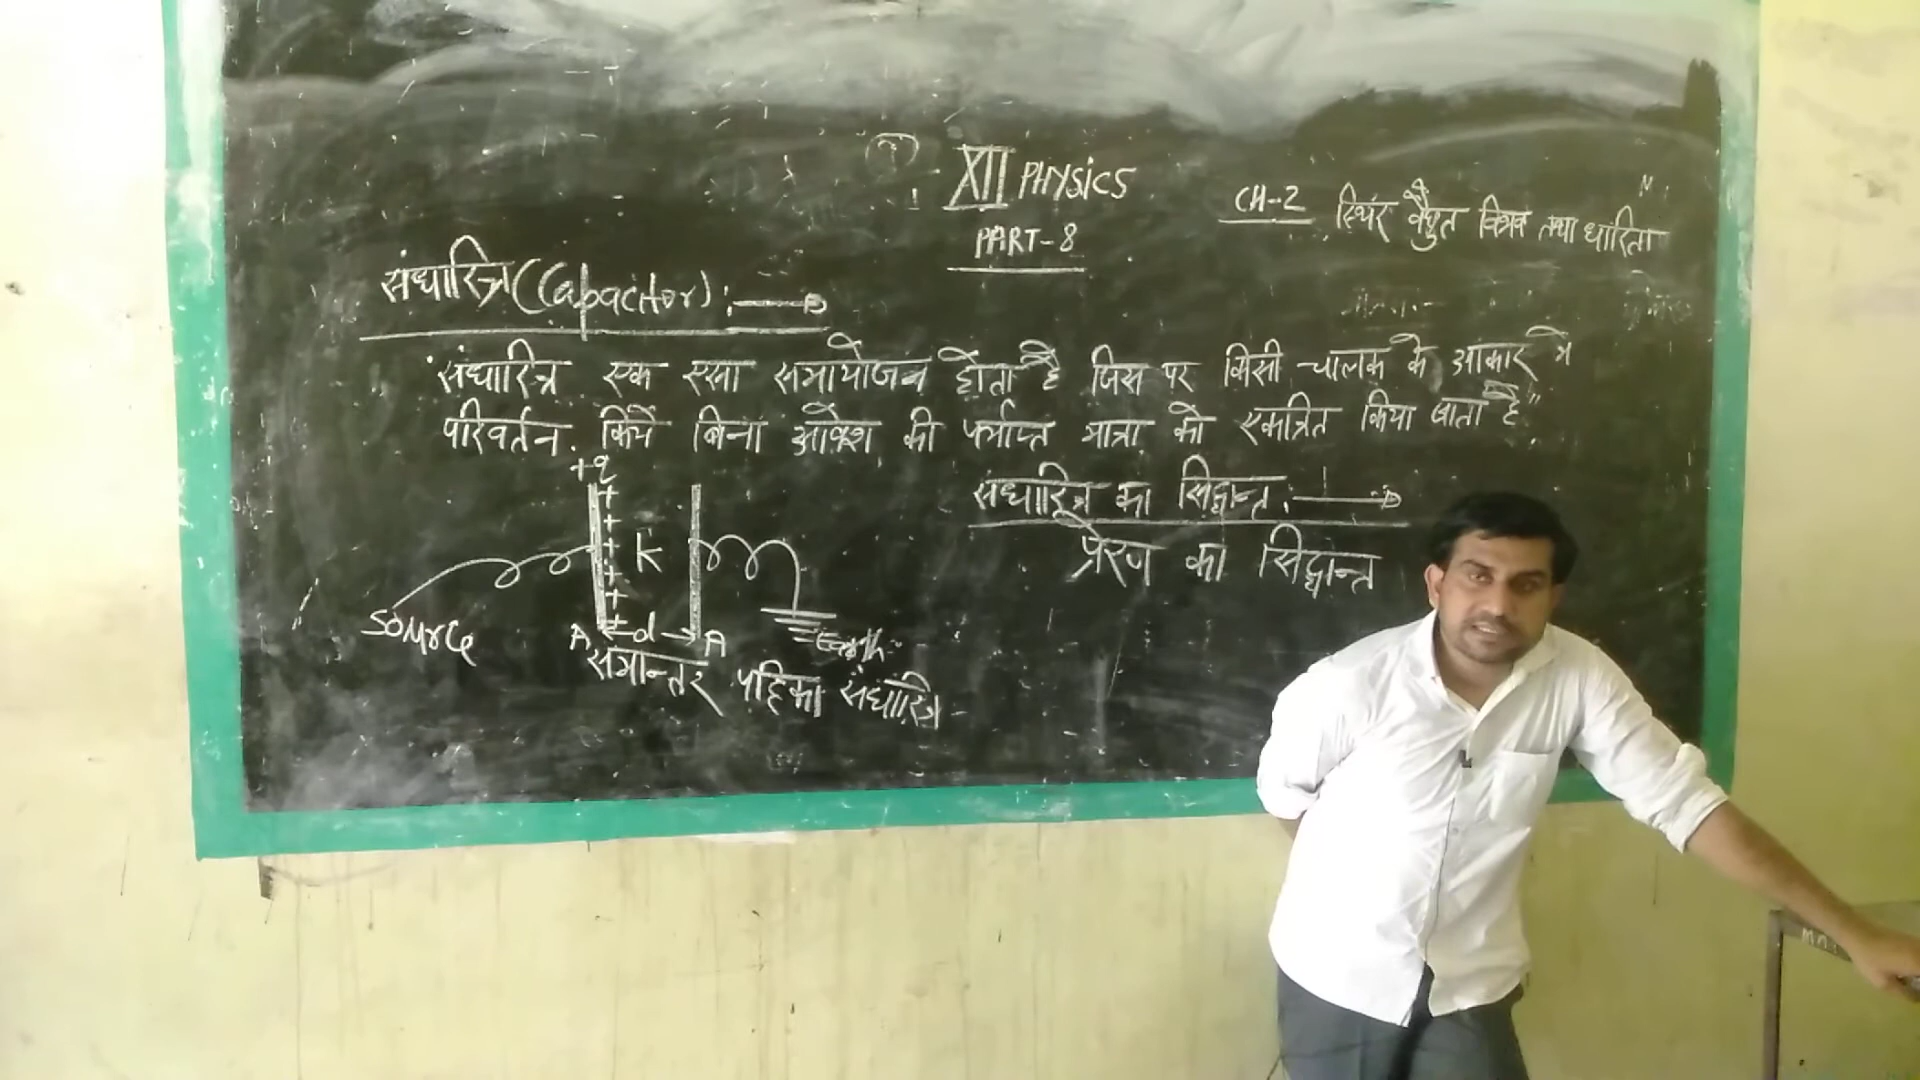 XII PHYSICS
PART-8
CH-2 स्थिर वैधुत विभव तथा धारिता
संधारित्र (Capacitor) :→
"संधारित्र एक एसा समायोजन होता है जिस पर किसी चालक के आकार मे
परिवर्तन किये बिना आवेश की पर्याप्त मात्रा को एकत्रित किया जाता है"
संधारित्र का सिद्धान्त :→
प्रेरण का सिद्धान्त
+q
+ + + + + +
K
Source
A ←d→ A
Earth
समान्तर पट्टिका संधारित्र